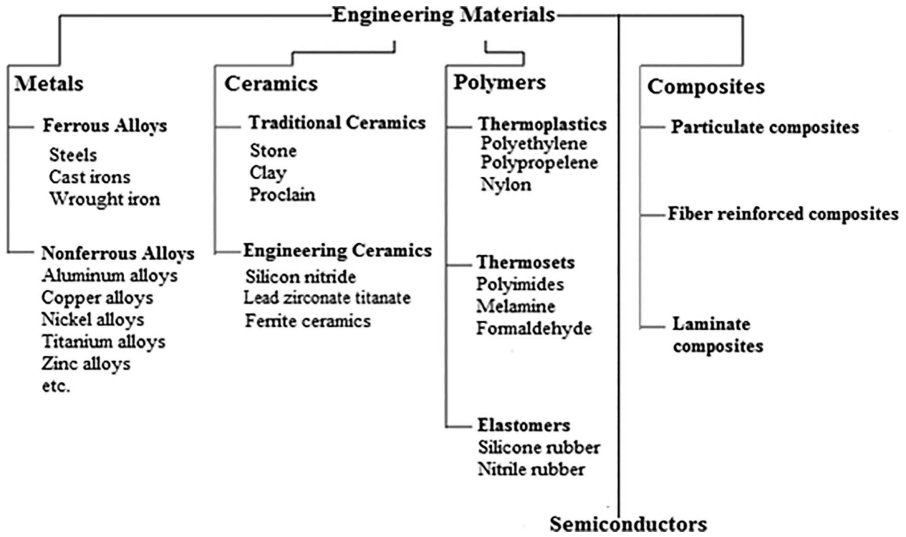 Engineering Materials
Metals
Ferrous Alloys
Steels
Cast irons
Wrought iron
Nonferrous Alloys
Aluminum alloys
Copper alloys
Nickel alloys
Titanium alloys
Zinc alloys
etc.
Ceramics
Traditional Ceramics
Stone
Clay
Proclain
Engineering Ceramics
Silicon nitride
Lead zirconate titanate
Ferrite ceramics
Polymers
Thermoplastics
Polyethylene
Polypropelene
Nylon
Thermosets
Polyimides
Melamine
Formaldehyde
Elastomers
Silicone rubber
Nitrile rubber
Composites
Particulate composites
Fiber reinforced composites
Laminate
composites
Semiconductors